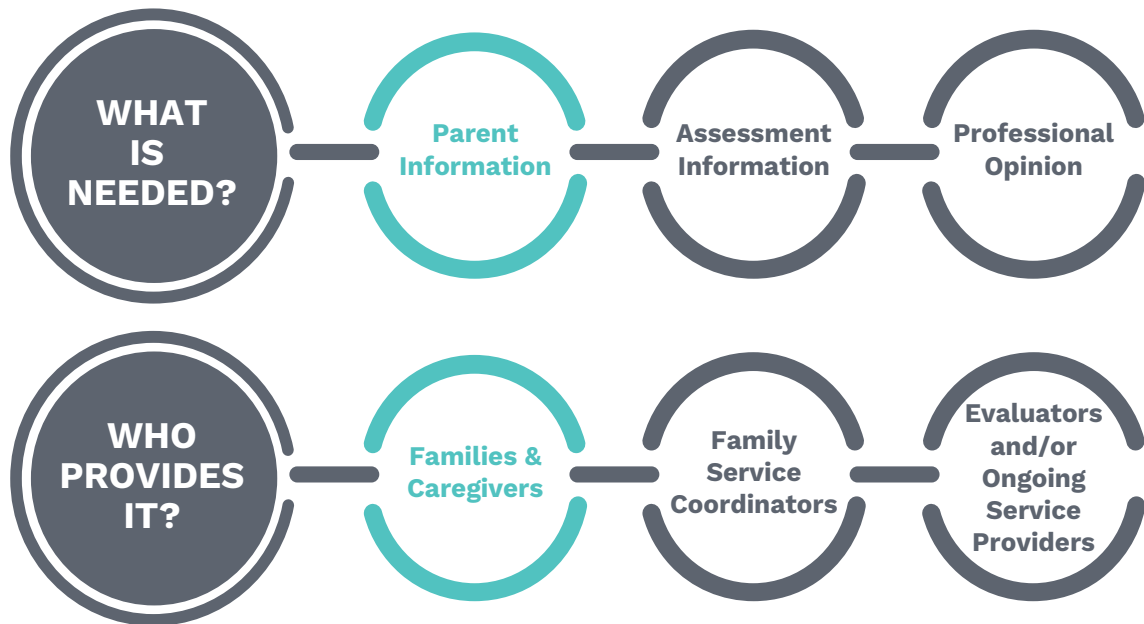 WHAT
IS
NEEDED?
Parent
Information
Assessment
Information
Professional
Opinion
WHO
PROVIDES
IT?
Families &
Caregivers
Family
Service
Coordinators
Evaluators
and/or
Ongoing
Service
Providers